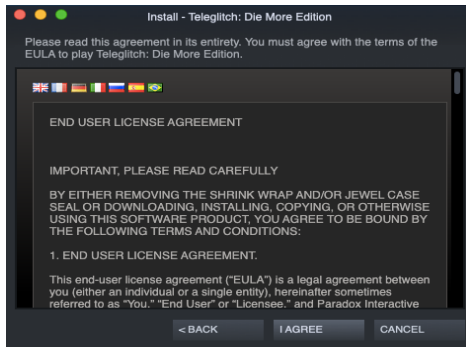 Install - Teleglitch: Die More Edition
Please read this agreement in its entirety. You must agree with the terms of the
EULA to play Teleglitch: Die More Edition.
END USER LICENSE AGREEMENT
IMPORTANT, PLEASE READ CAREFULLY
BY EITHER REMOVING THE SHRINK WRAP AND/OR JEWEL CASE
SEAL OR DOWNLOADING, INSTALLING, COPYING, OR OTHERWISE
USING THIS SOFTWARE PRODUCT, YOU AGREE TO BE BOUND BY
THE FOLLOWING TERMS AND CONDITIONS:
1. END USER LICENSE AGREEMENT.
This end-user license agreement (“EULA”) is a legal agreement between
you (either an individual or a single entity), hereinafter sometimes
referred to as “You,” “End User” or “Licensee,” and Paradox Interactive
< BACK
I AGREE
CANCEL